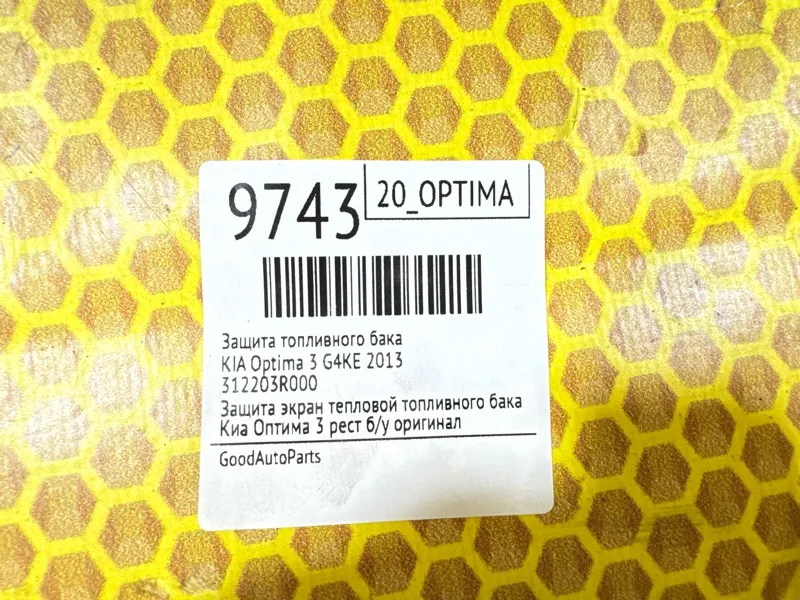 9743
20_OPTIMA
Защита топливного бака
KIA Optima 3 G4KE 2013
312203R000
Защита экран тепловой топливного бака
Киа Оптима 3 рест б/у оригинал
GoodAutoParts